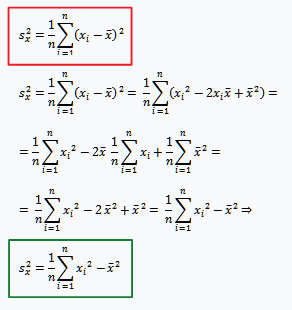 s_x^2 = \frac{1}{n}\sum_{i=1}^{n}(x_i - \bar{x})^2
s_x^2 = \frac{1}{n}\sum_{i=1}^{n}(x_i - \bar{x})^2 = \frac{1}{n}\sum_{i=1}^{n}(x_i^2 - 2x_i\bar{x} + \bar{x}^2) =
= \frac{1}{n}\sum_{i=1}^{n}x_i^2 - 2\bar{x}\frac{1}{n}\sum_{i=1}^{n}x_i + \frac{1}{n}\sum_{i=1}^{n}\bar{x}^2 =
= \frac{1}{n}\sum_{i=1}^{n}x_i^2 - 2\bar{x}^2 + \bar{x}^2 = \frac{1}{n}\sum_{i=1}^{n}x_i^2 - \bar{x}^2 ⇒
s_x^2 = \frac{1}{n}\sum_{i=1}^{n}x_i^2 - \bar{x}^2